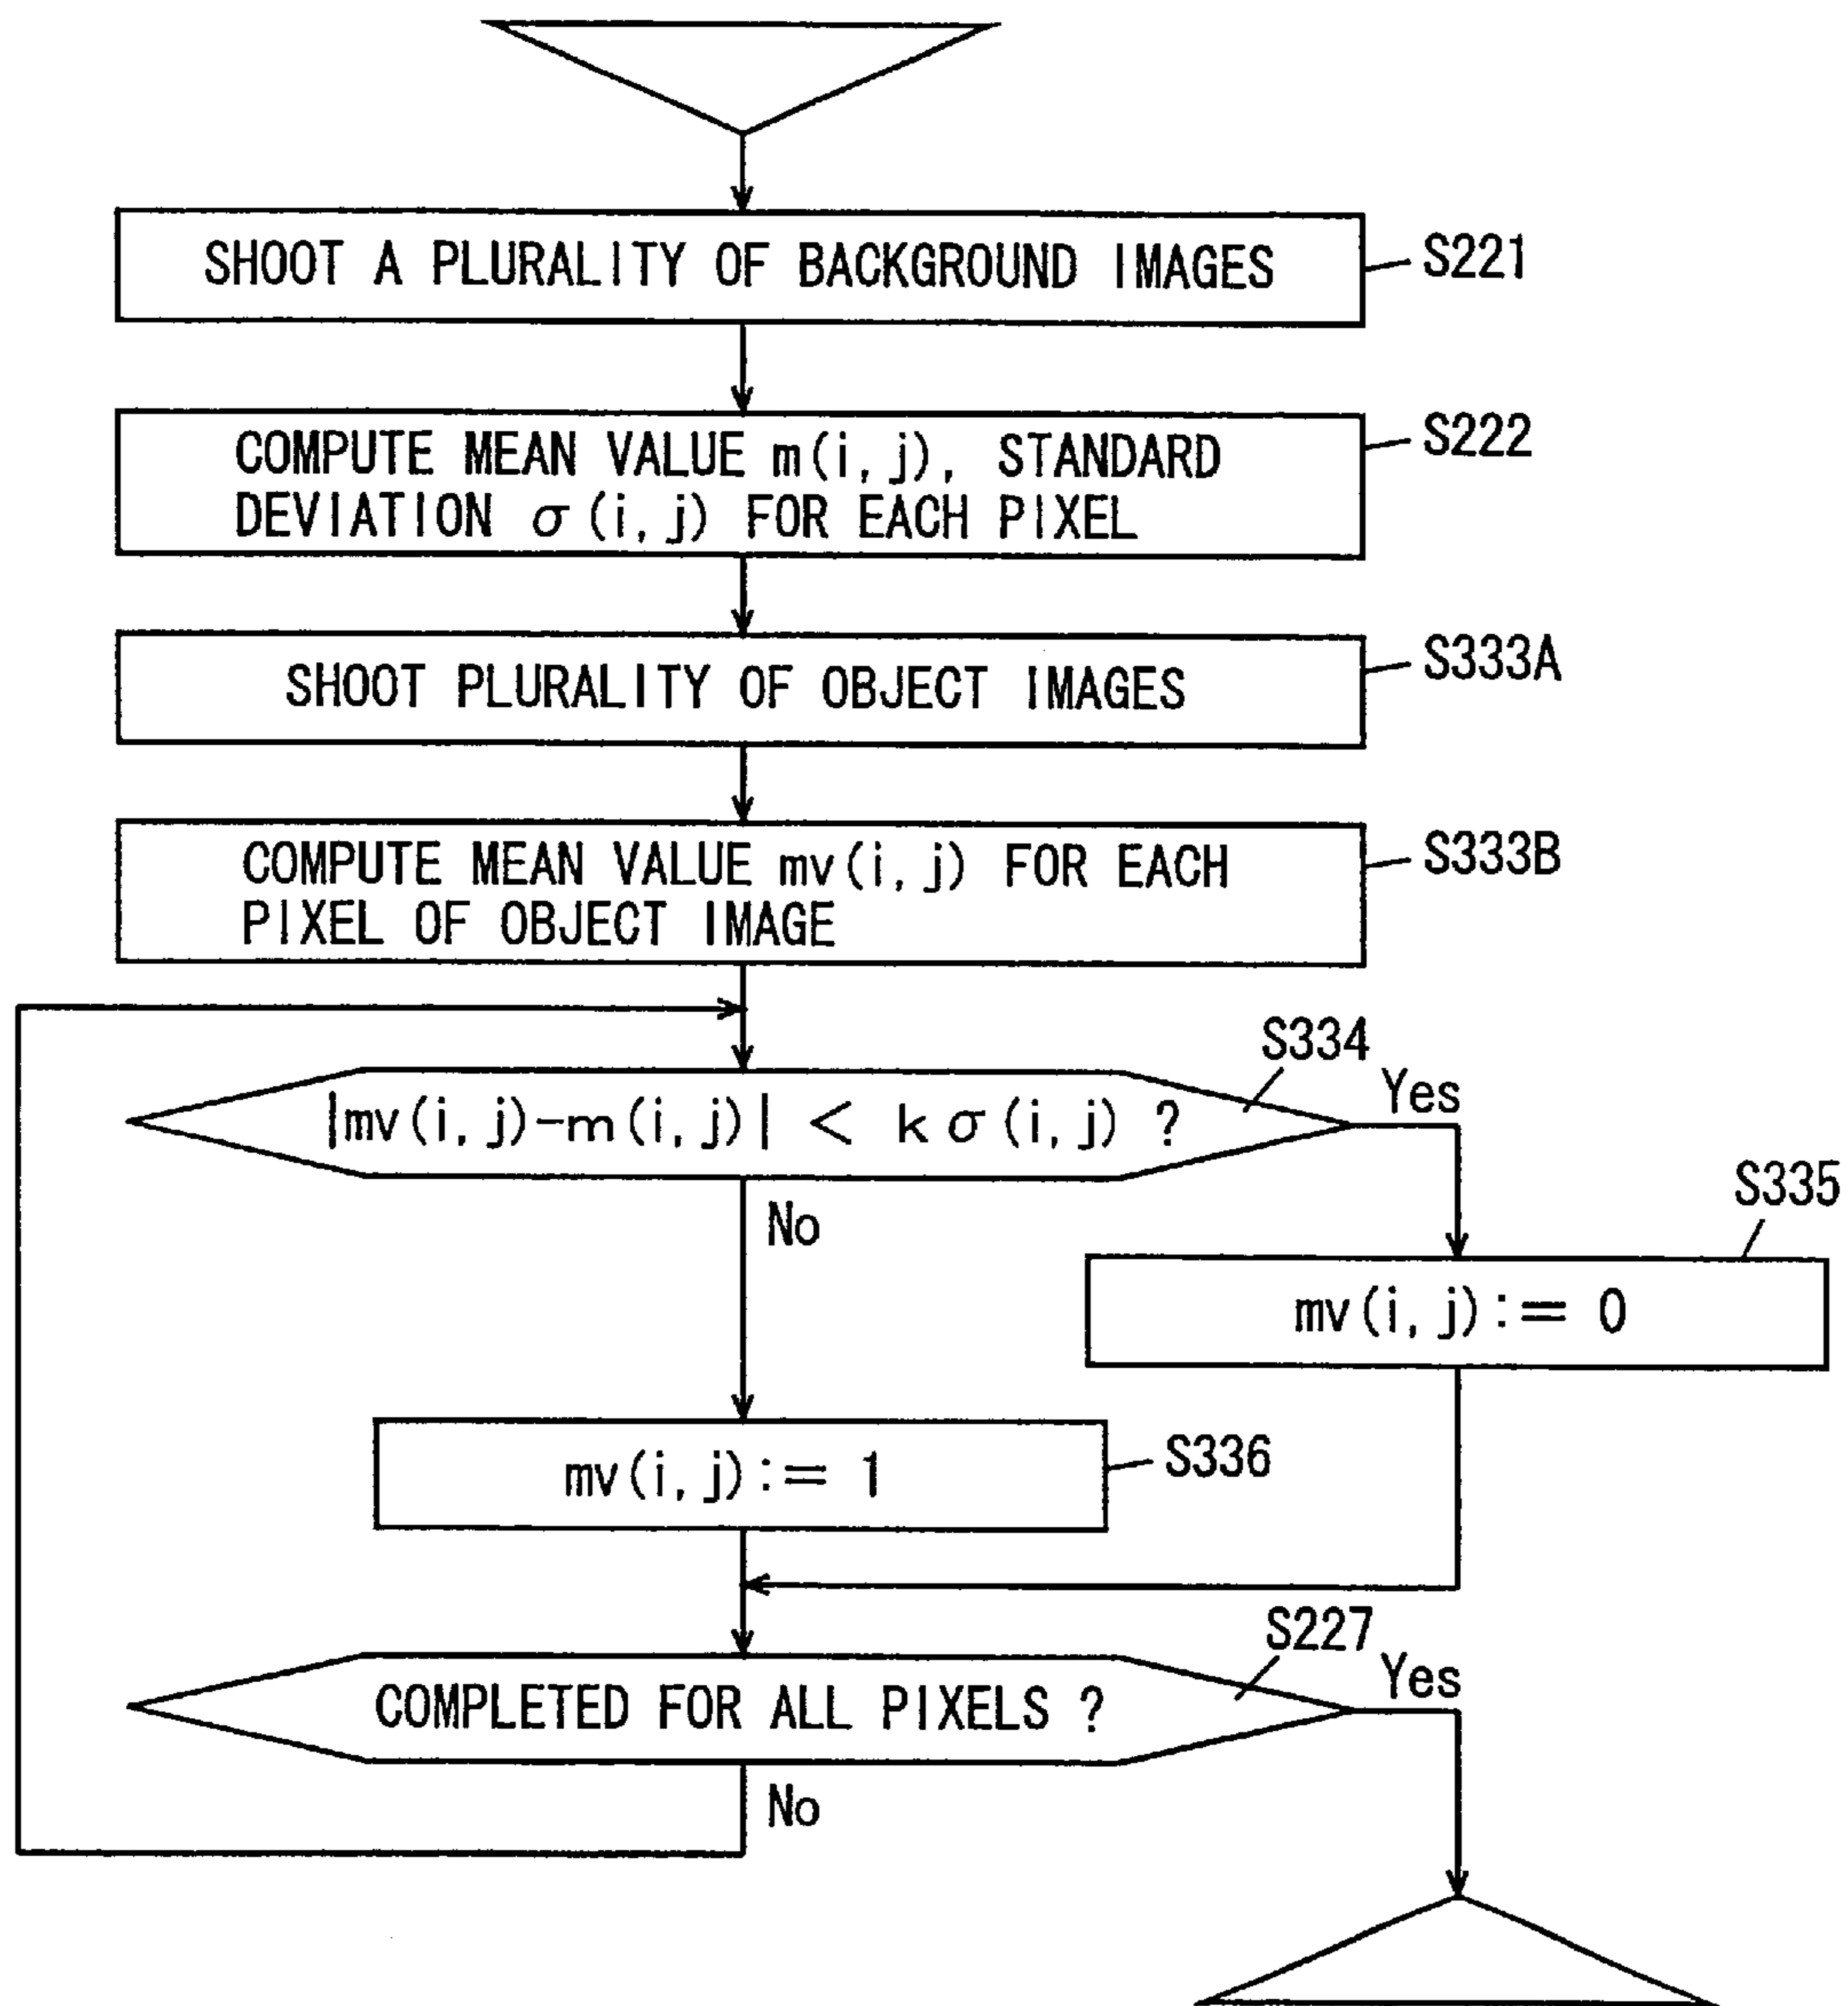 SHOOT A PLURALITY OF BACKGROUND IMAGES
S221
COMPUTE MEAN VALUE m(i, j), STANDARD
DEVIATION σ(i, j) FOR EACH PIXEL
S222
SHOOT PLURALITY OF OBJECT IMAGES
S333A
COMPUTE MEAN VALUE mv(i, j) FOR EACH
PIXEL OF OBJECT IMAGE
S333B
S334
|mv(i, j)-m(i, j)| < kσ(i, j) ?
Yes
No
S335
mv(i, j):= 0
mv(i, j):= 1
S336
S227
COMPLETED FOR ALL PIXELS ?
Yes
No